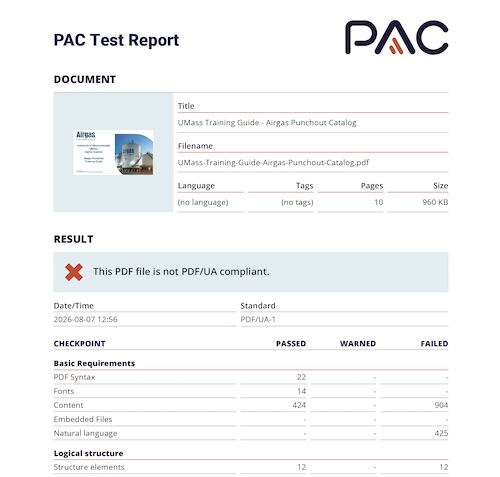 PAC Test Report
PAC
DOCUMENT
Airgas
Title
UMass Training Guide - Airgas Punchout Catalog
Filename
UMass-Training-Guide-Airgas-Punchout-Catalog.pdf
Language Tags Pages Size
(no language) (no tags) 10 960 KB
RESULT
This PDF file is not PDF/UA compliant.
Date/Time Standard
2026-08-07 12:56 PDF/UA-1
CHECKPOINT PASSED WARNED FAILED
Basic Requirements
PDF Syntax 22 - -
Fonts 14 - -
Content 424 - 904
Embedded Files - - -
Natural language - - 425
Logical structure
Structure elements 12 - 12